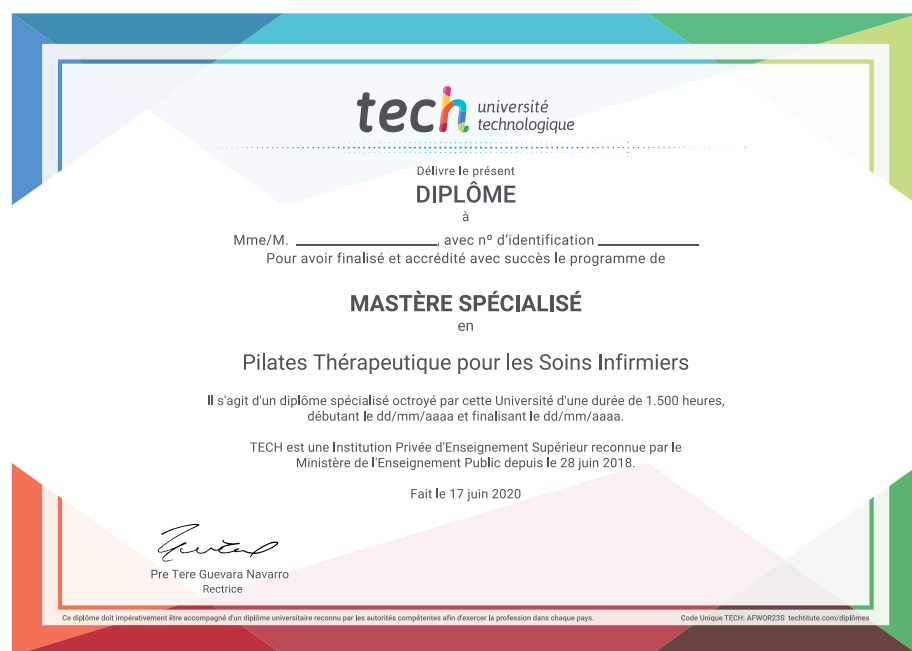 tech université
technologique
Délivre le présent
DIPLÔME
à
Mme/M. ____________________, avec nº d'identification ______________
Pour avoir finalisé et accrédité avec succès le programme de
MASTÈRE SPÉCIALISÉ
en
Pilates Thérapeutique pour les Soins Infirmiers
Il s'agit d'un diplôme spécialisé octroyé par cette Université d'une durée de 1.500 heures,
débutant le dd/mm/aaaa et finalisant le dd/mm/aaaa.
TECH est une Institution Privée d'Enseignement Supérieur reconnue par le
Ministère de l'Enseignement Public depuis le 28 juin 2018.
Fait le 17 juin 2020
Pre Tere Guevara Navarro
Rectrice
Ce diplôme doit impérativement être accompagné d'un diplôme universitaire reconnu par les autorités compétentes afin d'exercer la profession dans chaque pays.
Code Unique TECH: AFWOR23S techtitute.com/diplômes